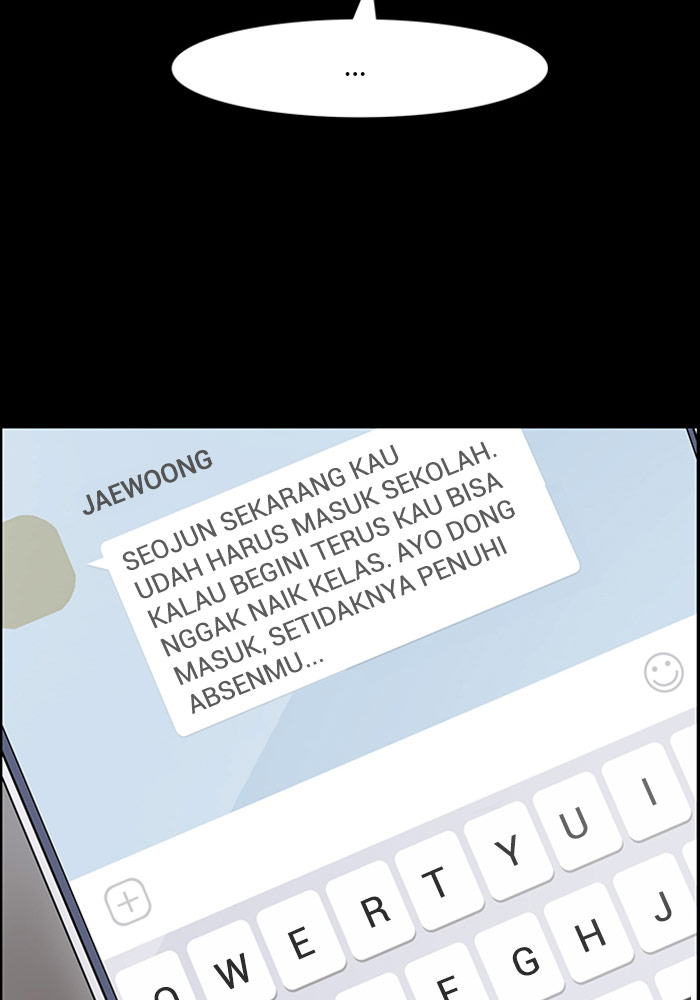 ...
JAEWOONG
SEOJUN SEKARANG KAU
UDAH HARUS MASUK SEKOLAH.
KALAU BEGINI TERUS KAU BISA
NGGAK NAIK KELAS. AYO DONG
MASUK, SETIDAKNYA PENUHI
ABSENMU...
Q W E R T Y U I
F G H J